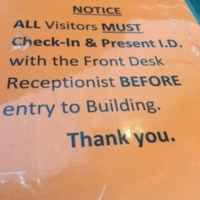 NOTICE
ALL Visitors MUST
Check-In & Present I.D.
with the Front Desk
Receptionist BEFORE
entry to Building.
Thank you.